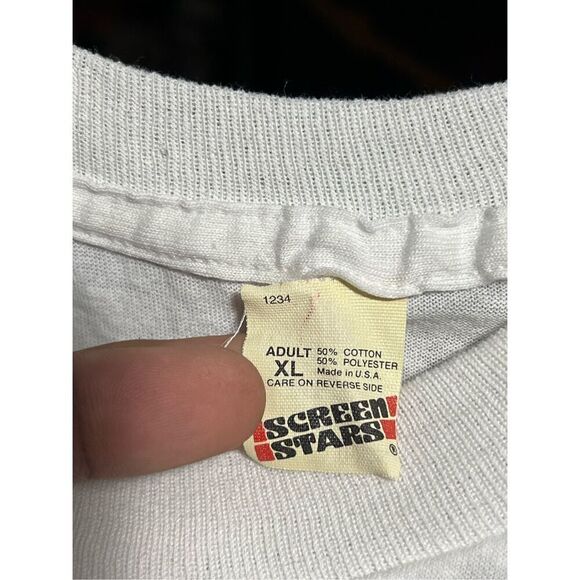 1234
ADULT 50% COTTON
XL 50% POLYESTER
Made in U.S.A.
CARE ON REVERSE SIDE
SCREEN
STARS ®